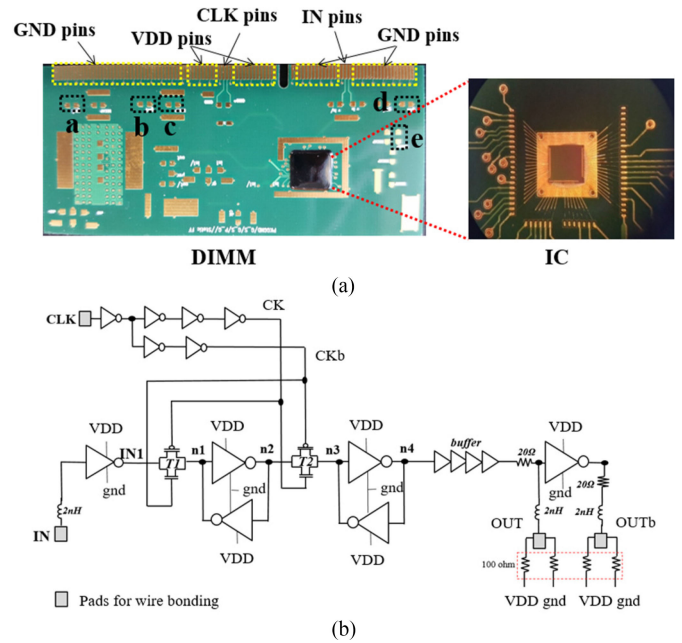 CLK pins
IN pins
GND pins
VDD pins
GND pins
a
b
c
d
e
DIMM
IC
(a)
CK
CLK
CKb
VDD
VDD
VDD
IN1
T1
n1
n2
T2
n3
n4
buffer
20Ω
VDD
gnd
gnd
gnd
gnd
20Ω
2nH
2nH
2nH
IN
VDD
VDD
OUT
OUTb
100 ohm
VDD gnd
VDD gnd
Pads for wire bonding
(b)